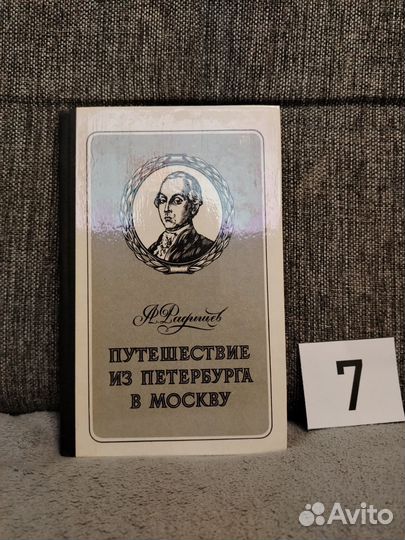 А. Радищев
ПУТЕШЕСТВИЕ
ИЗ ПЕТЕРБУРГА
В МОСКВУ
7
Avito